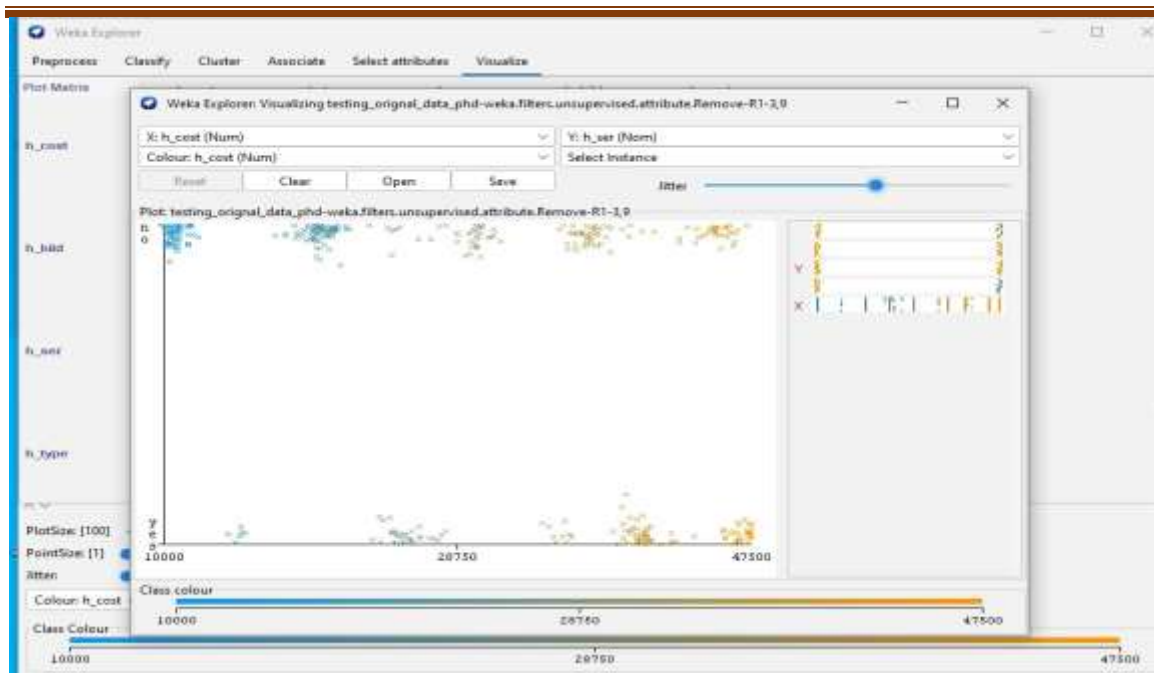 Weka Explorer
Preprocess Classify Cluster Associate Select attributes Visualize
Plot Matrix
Weka Explorer: Visualizing testing_orignal_data_phd-weka.filters.unsupervised.attribute.Remove-R1-3,9
X: h_cost (Num) Y: h_ser (Nom)
Colour: h_cost (Num) Select Instance
Reset Clear Open Save Jitter
Plot: testing_orignal_data_phd-weka.filters.unsupervised.attribute.Remove-R1-3,9
h_cost
no
Y
X
h_bild
h_ser
h_type
yes
10000 28750 47500
PlotSize: [100]
PointSize: [1]
Jitter:
Colour: h_cost
Class colour
10000 28750 47500
Class Colour
10000 28750 47500